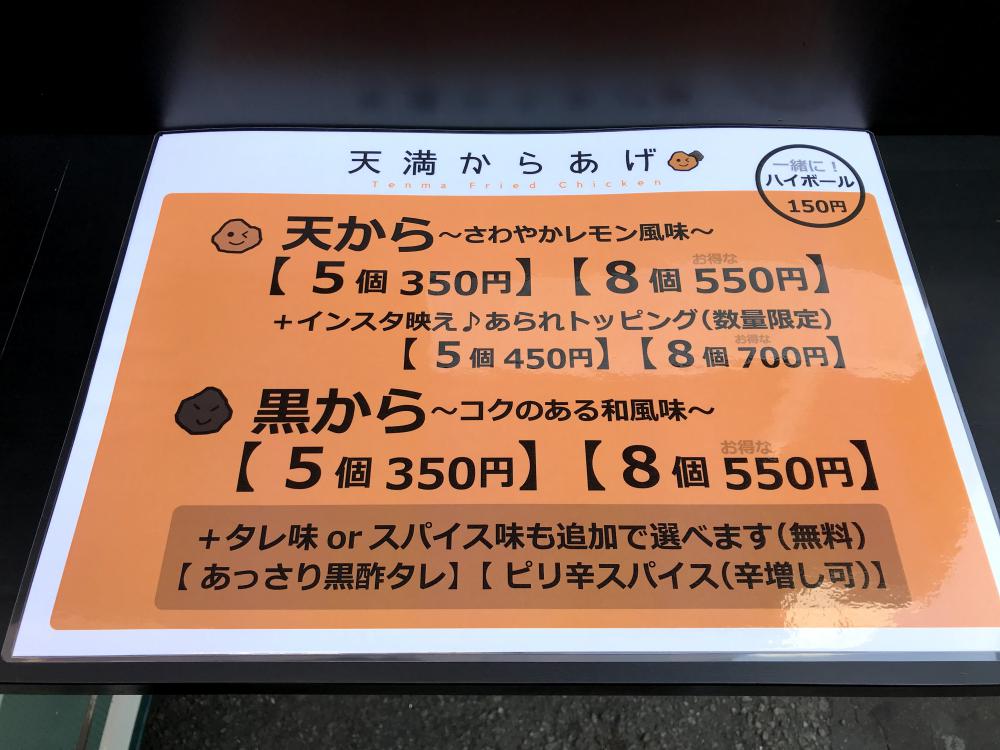 天満からあげ
Tenma Fried Chicken
一緒に！
ハイボール
150円
天から～さわやかレモン風味～
お得な
【5個350円】【8個550円】
＋インスタ映え♪あられトッピング(数量限定)
お得な
【5個450円】【8個700円】
黒から～コクのある和風味～
お得な
【5個350円】【8個550円】
＋タレ味orスパイス味も追加で選べます(無料)
【あっさり黒酢タレ】【ピリ辛スパイス(辛増し可)】